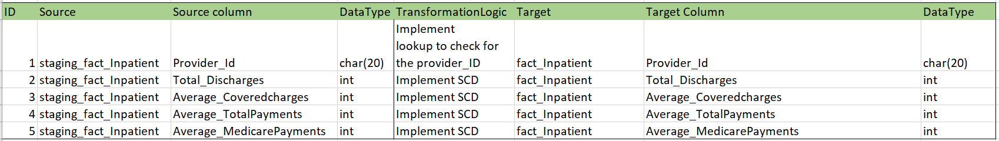 ID Source Source column DataType TransformationLogic Target Target Column DataType
Implement
lookup to check for
1 staging_fact_Inpatient Provider_Id char(20) the provider_ID fact_Inpatient Provider_Id char(20)
2 staging_fact_Inpatient Total_Discharges int Implement SCD fact_Inpatient Total_Discharges int
3 staging_fact_Inpatient Average_Coveredcharges int Implement SCD fact_Inpatient Average_Coveredcharges int
4 staging_fact_Inpatient Average_TotalPayments int Implement SCD fact_Inpatient Average_TotalPayments int
5 staging_fact_Inpatient Average_MedicarePayments int Implement SCD fact_Inpatient Average_MedicarePayments int